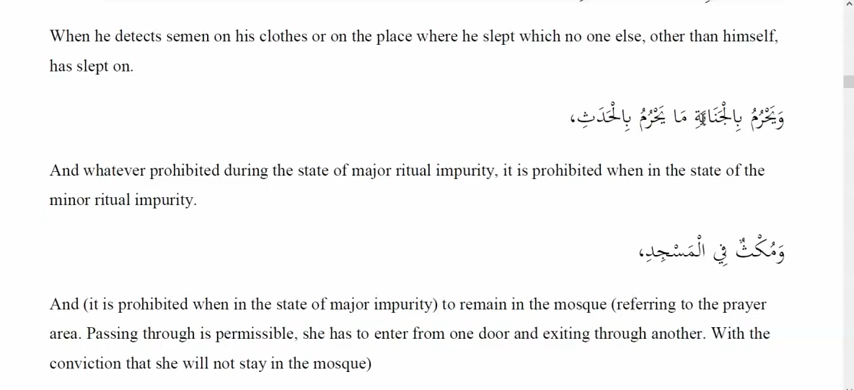 When he detects semen on his clothes or on the place where he slept which no one else, other than himself,
has slept on.
وَيَحْرُمُ بِالْجَنَابَةِ مَا يَحْرُمُ بِالْحَدَثِ،
And whatever prohibited during the state of major ritual impurity, it is prohibited when in the state of the
minor ritual impurity.
وَمُكْثٌ فِي الْمَسْجِدِ،
And (it is prohibited when in the state of major impurity) to remain in the mosque (referring to the prayer
area. Passing through is permissible, she has to enter from one door and exiting through another. With the
conviction that she will not stay in the mosque)